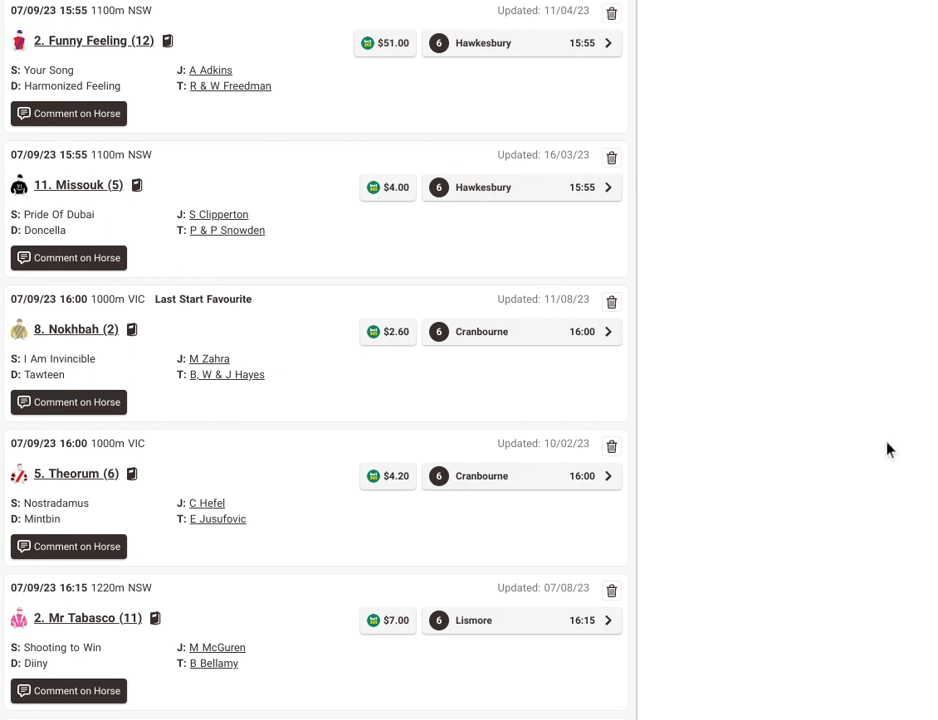 07/09/23 15:55 1100m NSW Updated: 11/04/23
2. Funny Feeling (12) bet365 $51.00 6 Hawkesbury 15:55
S: Your Song J: A Adkins
D: Harmonized Feeling T: R & W Freedman
Comment on Horse
07/09/23 15:55 1100m NSW Updated: 16/03/23
11. Missouk (5) bet365 $4.00 6 Hawkesbury 15:55
S: Pride Of Dubai J: S Clipperton
D: Doncella T: P & P Snowden
Comment on Horse
07/09/23 16:00 1000m VIC Last Start Favourite Updated: 11/08/23
8. Nokhbah (2) bet365 $2.60 6 Cranbourne 16:00
S: I Am Invincible J: M Zahra
D: Tawteen T: B, W & J Hayes
Comment on Horse
07/09/23 16:00 1000m VIC Updated: 10/02/23
5. Theorum (6) bet365 $4.20 6 Cranbourne 16:00
S: Nostradamus J: C Hefel
D: Mintbin T: E Jusufovic
Comment on Horse
07/09/23 16:15 1220m NSW Updated: 07/08/23
2. Mr Tabasco (11) bet365 $7.00 6 Lismore 16:15
S: Shooting to Win J: M McGuren
D: Diiny T: B Bellamy
Comment on Horse